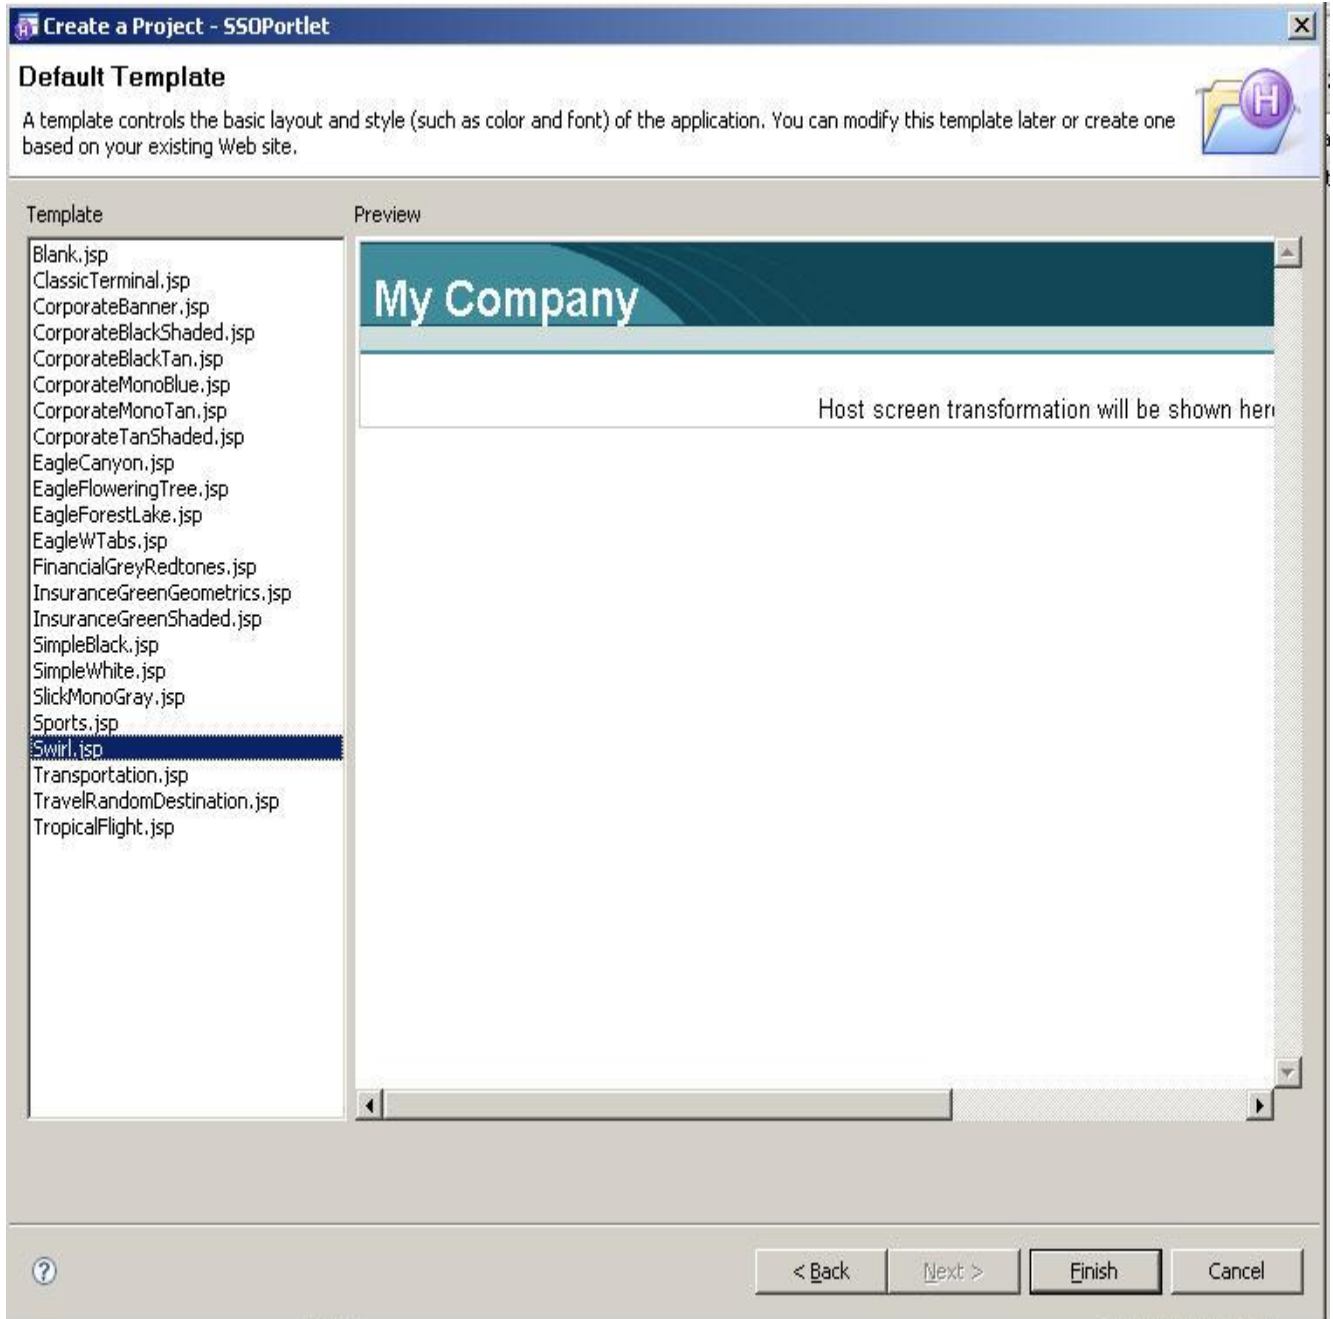 Create a Project - SSOPortlet
Default Template
A template controls the basic layout and style (such as color and font) of the application. You can modify this template later or create one
based on your existing Web site.
Template
Preview
Blank.jsp
ClassicTerminal.jsp
CorporateBanner.jsp
CorporateBlackShaded.jsp
CorporateBlackTan.jsp
CorporateMonoBlue.jsp
CorporateMonoTan.jsp
CorporateTanShaded.jsp
EagleCanyon.jsp
EagleFloweringTree.jsp
EagleForestLake.jsp
EagleWTabs.jsp
FinancialGreyRedtones.jsp
InsuranceGreenGeometrics.jsp
InsuranceGreenShaded.jsp
SimpleBlack.jsp
SimpleWhite.jsp
SlickMonoGray.jsp
Sports.jsp
Swirl.jsp
Transportation.jsp
TravelRandomDestination.jsp
TropicalFlight.jsp
My Company
Host screen transformation will be shown here
< Back
Next >
Finish
Cancel